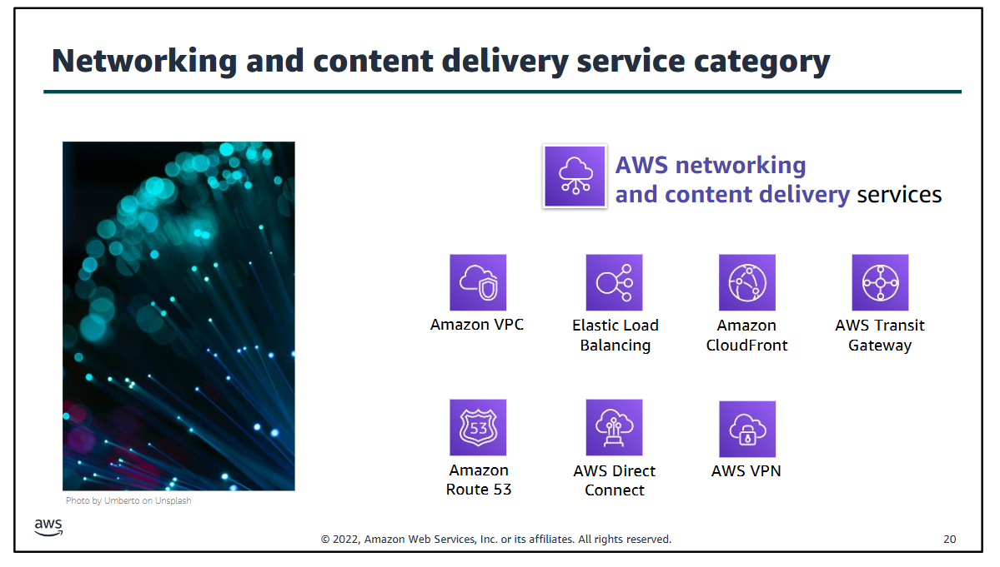 Networking and content delivery service category
AWS networking
and content delivery services
Amazon VPC
Elastic Load
Balancing
Amazon
CloudFront
AWS Transit
Gateway
53
Amazon
Route 53
AWS Direct
Connect
AWS VPN
Photo by Umberto on Unsplash
aws
© 2022, Amazon Web Services, Inc. or its affiliates. All rights reserved.
20